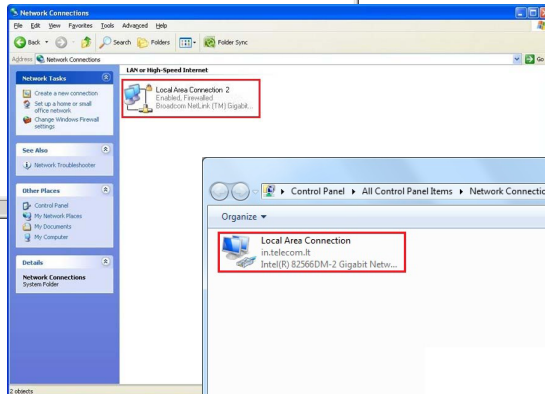 Network Connections
File Edit View Favorites Tools Advanced Help
Back Search Folders Folder Sync
Address Network Connections Go
Network Tasks
Create a new connection
Set up a home or small
office network
Change Windows Firewall
settings
See Also
Network Troubleshooter
Other Places
Control Panel
My Network Places
My Documents
My Computer
Details
Network Connections
System Folder
2 objects
LAN or High-Speed Internet
Local Area Connection 2
Enabled, Firewalled
Broadcom NetLink (TM) Gigabit...
Control Panel All Control Panel Items Network Connectio
Organize
Local Area Connection
in.telecom.lt
Intel(R) 82566DM-2 Gigabit Netw...